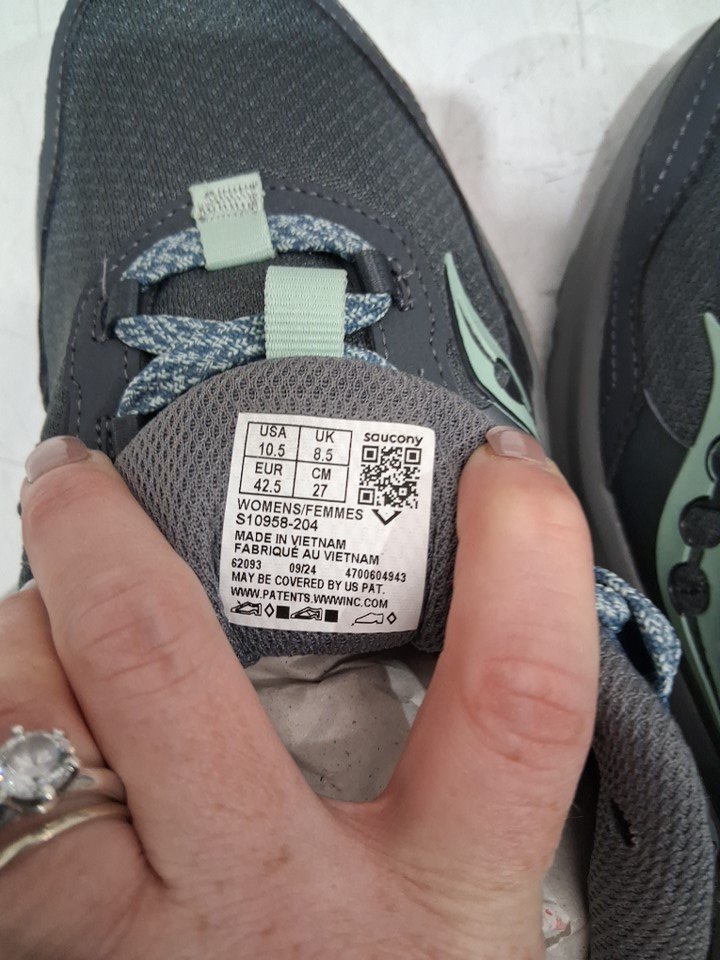 USA UK saucony
10.5 8.5
EUR CM
42.5 27
WOMENS/FEMMES
S10958-204
MADE IN VIETNAM
FABRIQUÉ AU VIETNAM
62093 09/24 4700604943
MAY BE COVERED BY US PAT.
WWW.PATENTS.WWWINC.COM